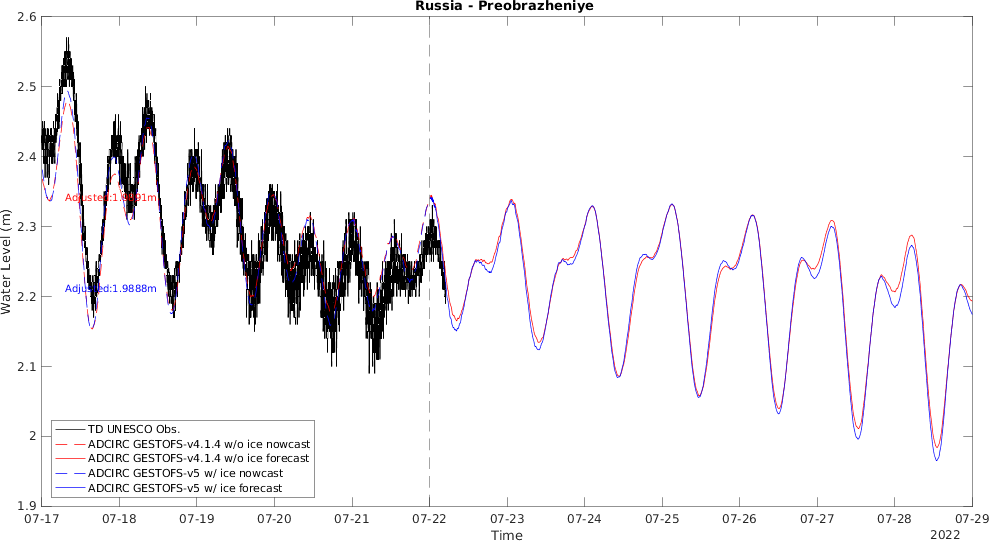 Russia - Preobrazheniye
2.6
2.5
2.4
2.3
2.2
2.1
2
1.9
Water Level (m)
Adjusted:1.9891m
Adjusted:1.9888m
TD UNESCO Obs.
ADCIRC GESTOFS-v4.1.4 w/o ice nowcast
ADCIRC GESTOFS-v4.1.4 w/o ice forecast
ADCIRC GESTOFS-v5 w/ ice nowcast
ADCIRC GESTOFS-v5 w/ ice forecast
07-17 07-18 07-19 07-20 07-21 07-22 07-23 07-24 07-25 07-26 07-27 07-28 07-29
Time
2022